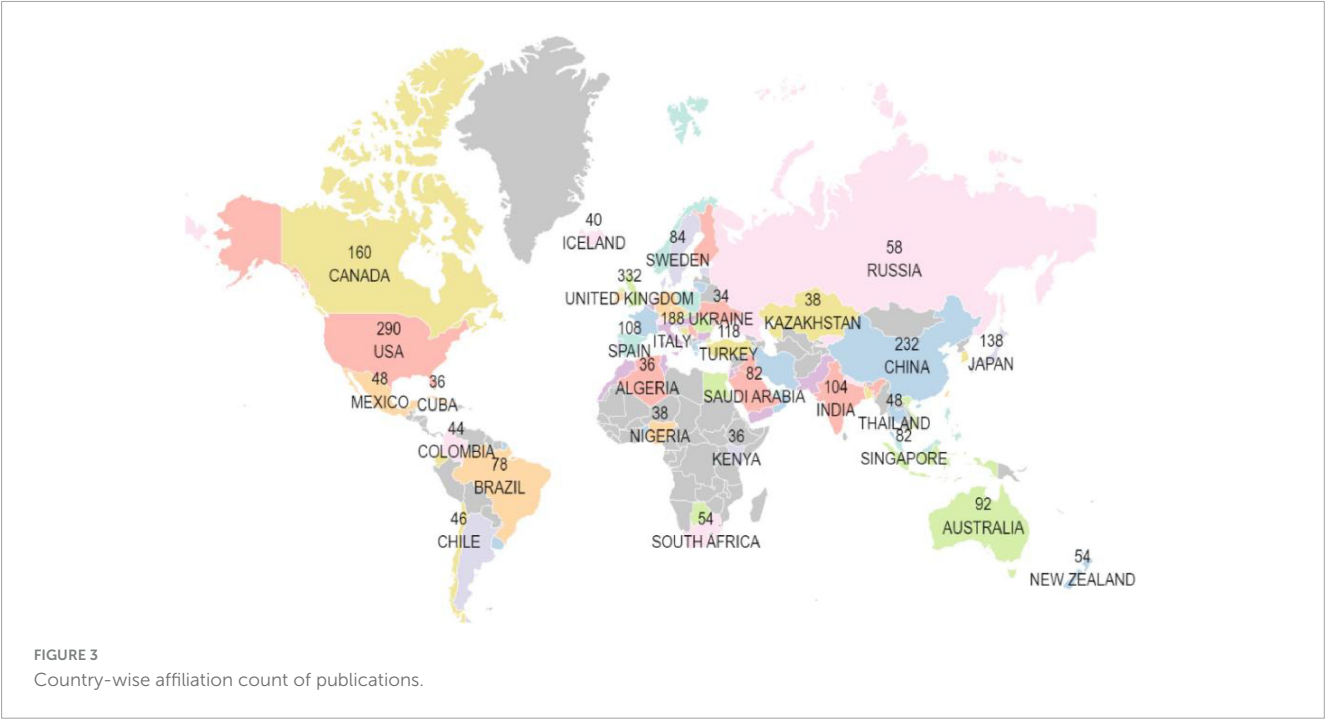 40
ICELAND
84
SWEDEN
58
RUSSIA
160
CANADA
332
UNITED KINGDOM
34
UKRAINE
38
KAZAKHSTAN
290
USA
108
SPAIN
188
ITALY
118
TURKEY
232
CHINA
138
JAPAN
48
MEXICO
36
CUBA
36
ALGERIA
82
SAUDI ARABIA
104
INDIA
48
THAILAND
44
COLOMBIA
38
NIGERIA
36
KENYA
82
SINGAPORE
78
BRAZIL
46
CHILE
54
SOUTH AFRICA
92
AUSTRALIA
54
NEW ZEALAND
FIGURE 3
Country-wise affiliation count of publications.